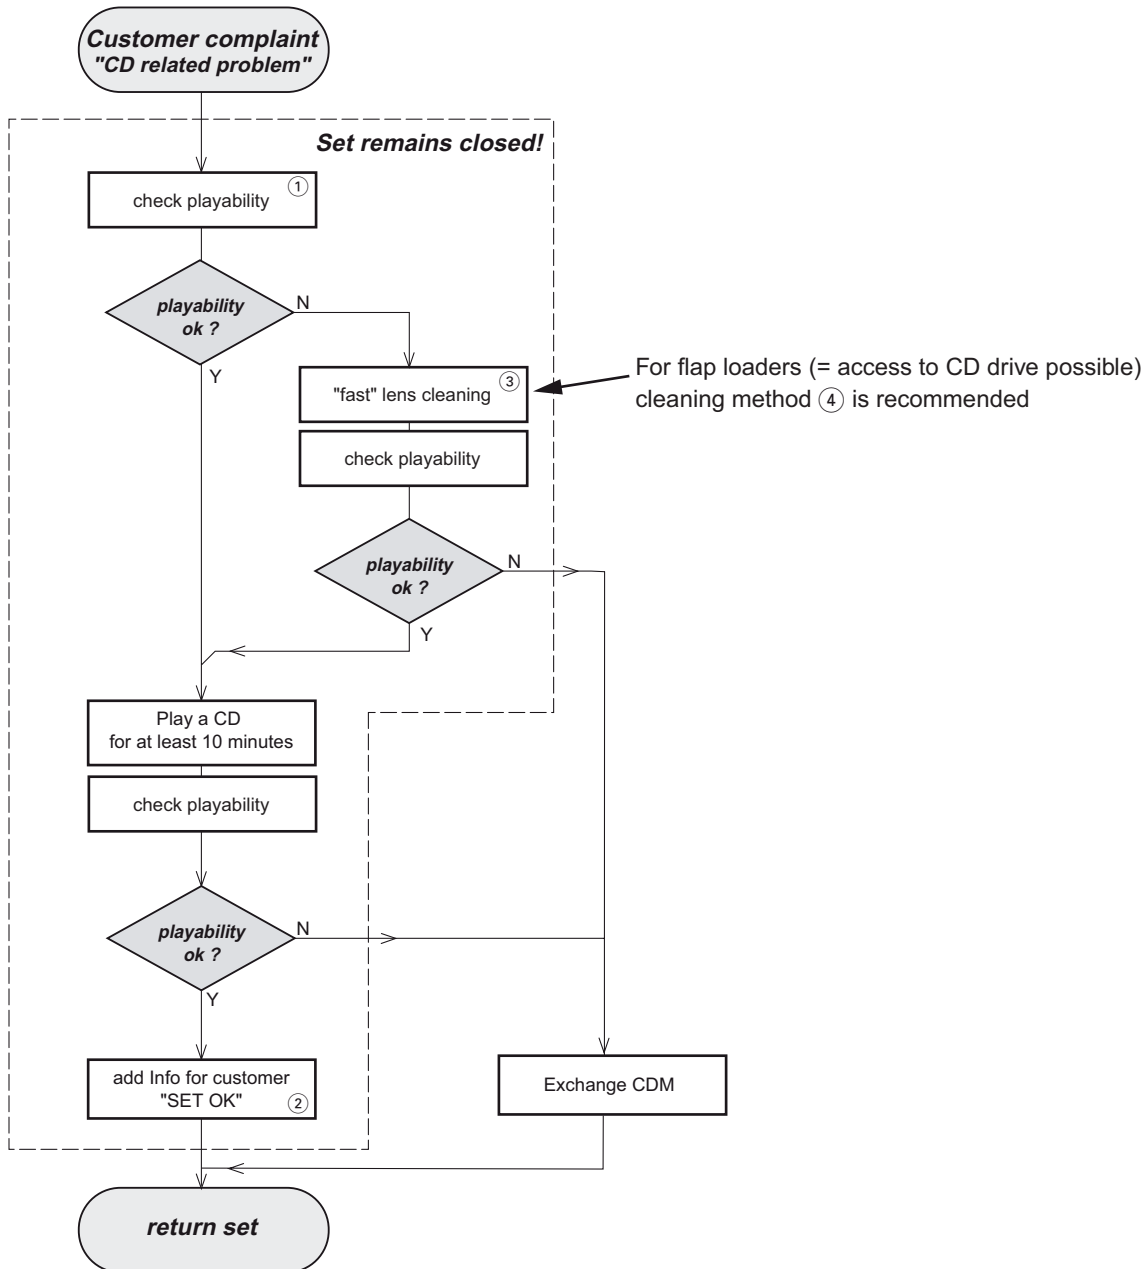 Customer complaint
"CD related problem"
Set remains closed!
①
check playability
playability
ok ?
N
Y
③
"fast" lens cleaning
For flap loaders (= access to CD drive possible)
cleaning method ④ is recommended
check playability
playability
ok ?
N
Y
Play a CD
for at least 10 minutes
check playability
playability
ok ?
N
Y
add Info for customer
"SET OK" ②
Exchange CDM
return set